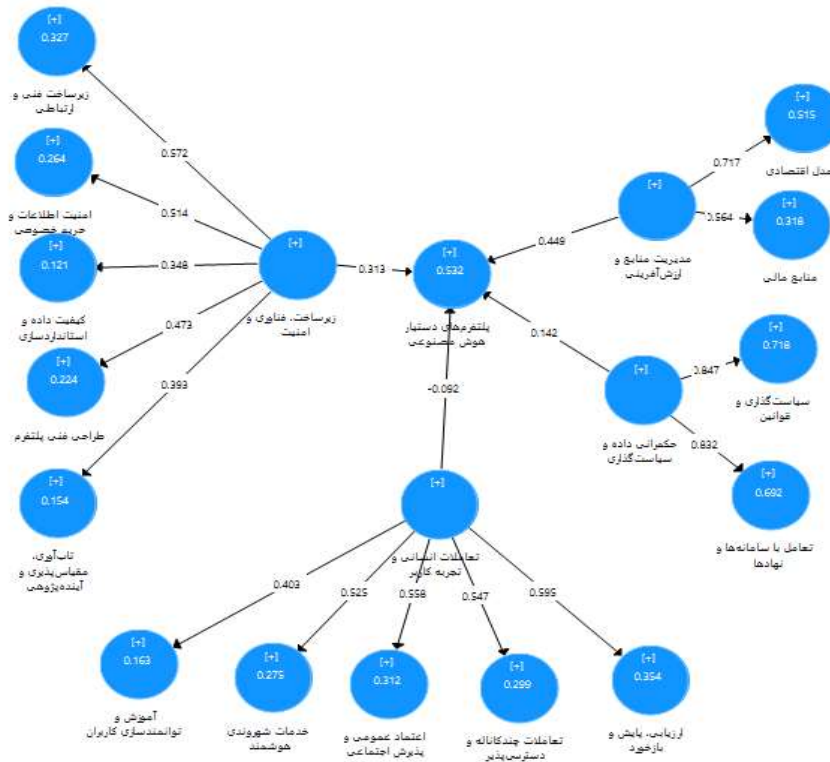 [+]
0.327
زیرساخت فنی و
ارتباطی
[+]
0.264
امنیت اطلاعات و
حریم خصوصی
[+]
0.121
کیفیت داده و
استانداردسازی
[+]
0.224
طراحی فنی پلتفرم
[+]
0.154
تاب‌آوری،
مقیاس‌پذیری و
آینده‌پژوهی
0.572
0.514
0.348
0.473
0.393
[+]
زیرساخت، فناوری و
امنیت
0.313
[+]
0.532
پلتفرم‌های دستیار
هوش مصنوعی
0.449
0.142
-0.092
[+]
مدیریت منابع و
ارزش‌آفرینی
0.717
0.564
[+]
0.515
مدل اقتصادی
[+]
0.318
منابع مالی
[+]
حکمرانی داده و
سیاست‌گذاری
0.847
0.832
[+]
0.718
سیاست‌گذاری و
قوانین
[+]
0.692
تعامل با سامانه‌ها و
نهادها
[+]
تعاملات انسانی و
تجربه کاربر
0.403
0.525
0.558
0.547
0.595
[+]
0.163
آموزش و
توانمندسازی کاربران
[+]
0.275
خدمات شهروندی
هوشمند
[+]
0.312
اعتماد عمومی و
پذیرش اجتماعی
[+]
0.299
تعاملات چندکاناله و
دسترسی‌پذیر
[+]
0.354
ارزیابی، پایش و
بازخورد